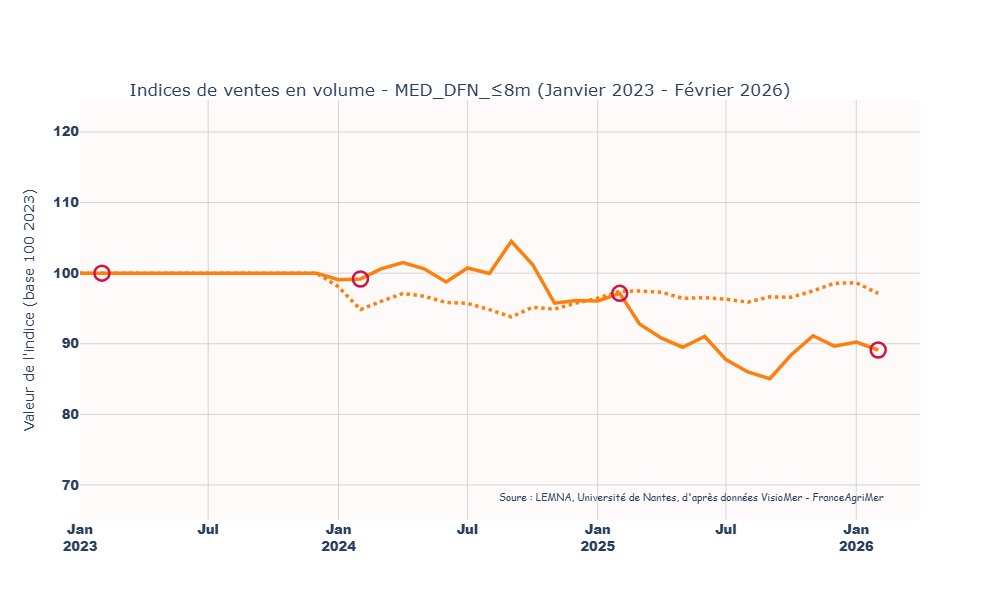 Indices de ventes en volume - MED_DFN_≤8m (Janvier 2023 - Février 2026)
Valeur de l'indice (base 100 2023)
120
110
100
90
80
70
Soure : LEMNA, Université de Nantes, d'après données VisioMer - FranceAgriMer
Jan Jul Jan Jul Jan Jul Jan
2023 2024 2025 2026